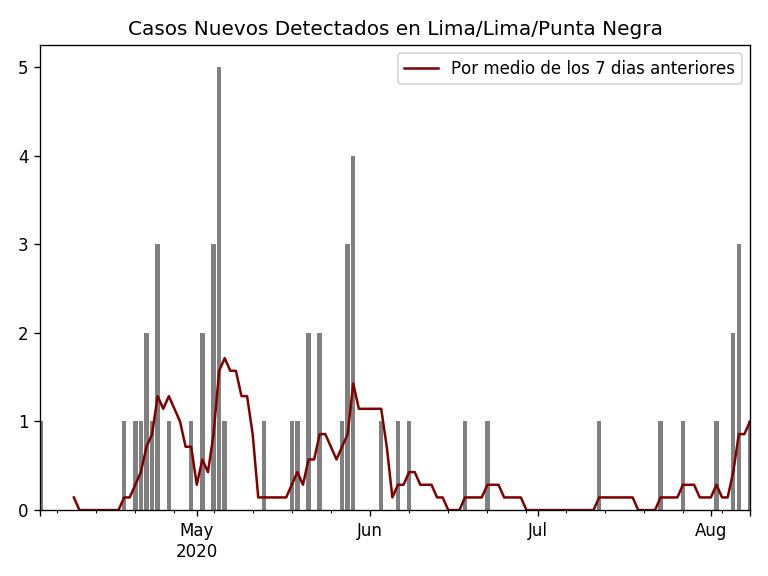 Casos Nuevos Detectados en Lima/Lima/Punta Negra
Por medio de los 7 dias anteriores
5
4
3
2
1
0
May
2020
Jun
Jul
Aug